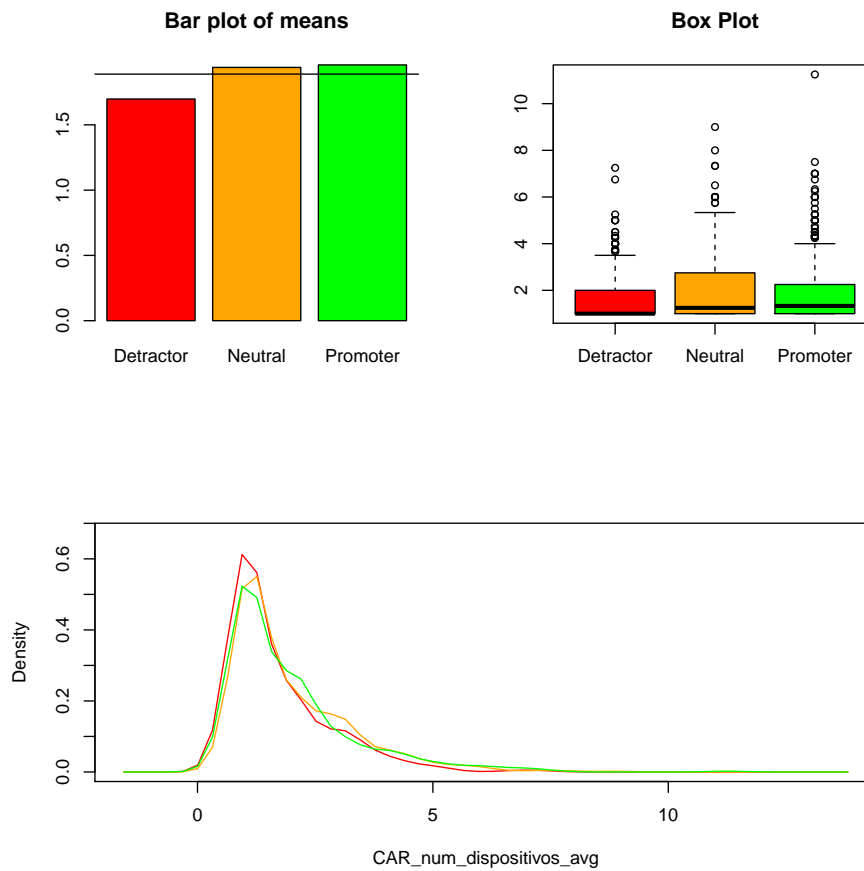 Bar plot of means
0.0
0.5
1.0
1.5
Detractor Neutral Promoter
Box Plot
2
4
6
8
10
Detractor Neutral Promoter
Density
0.0
0.2
0.4
0.6
0 5 10
CAR_num_dispositivos_avg